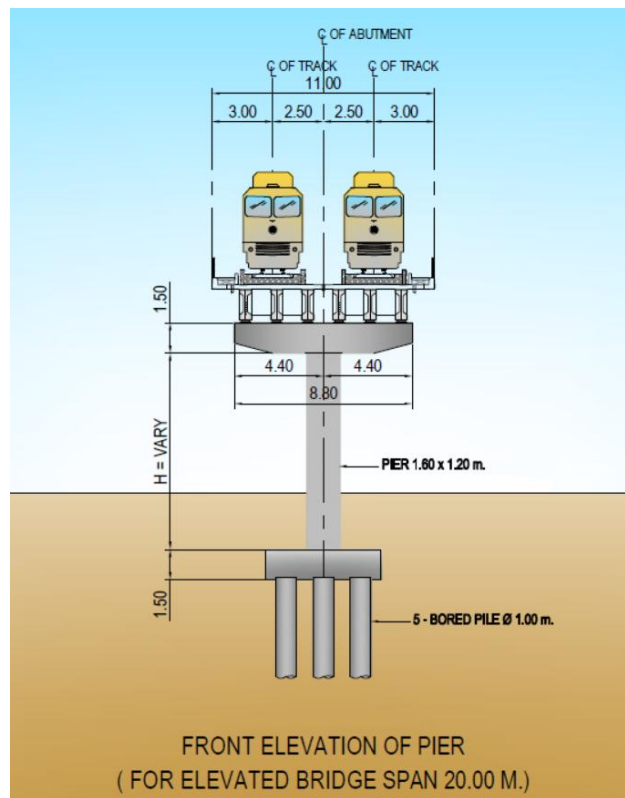 ℄ OF ABUTMENT
℄ OF TRACK
℄ OF TRACK
11.00
3.00
2.50
2.50
3.00
1.50
4.40
4.40
8.80
H = VARY
PIER 1.60 x 1.20 m.
1.50
5 - BORED PILE Ø 1.00 m.
FRONT ELEVATION OF PIER
( FOR ELEVATED BRIDGE SPAN 20.00 M.)